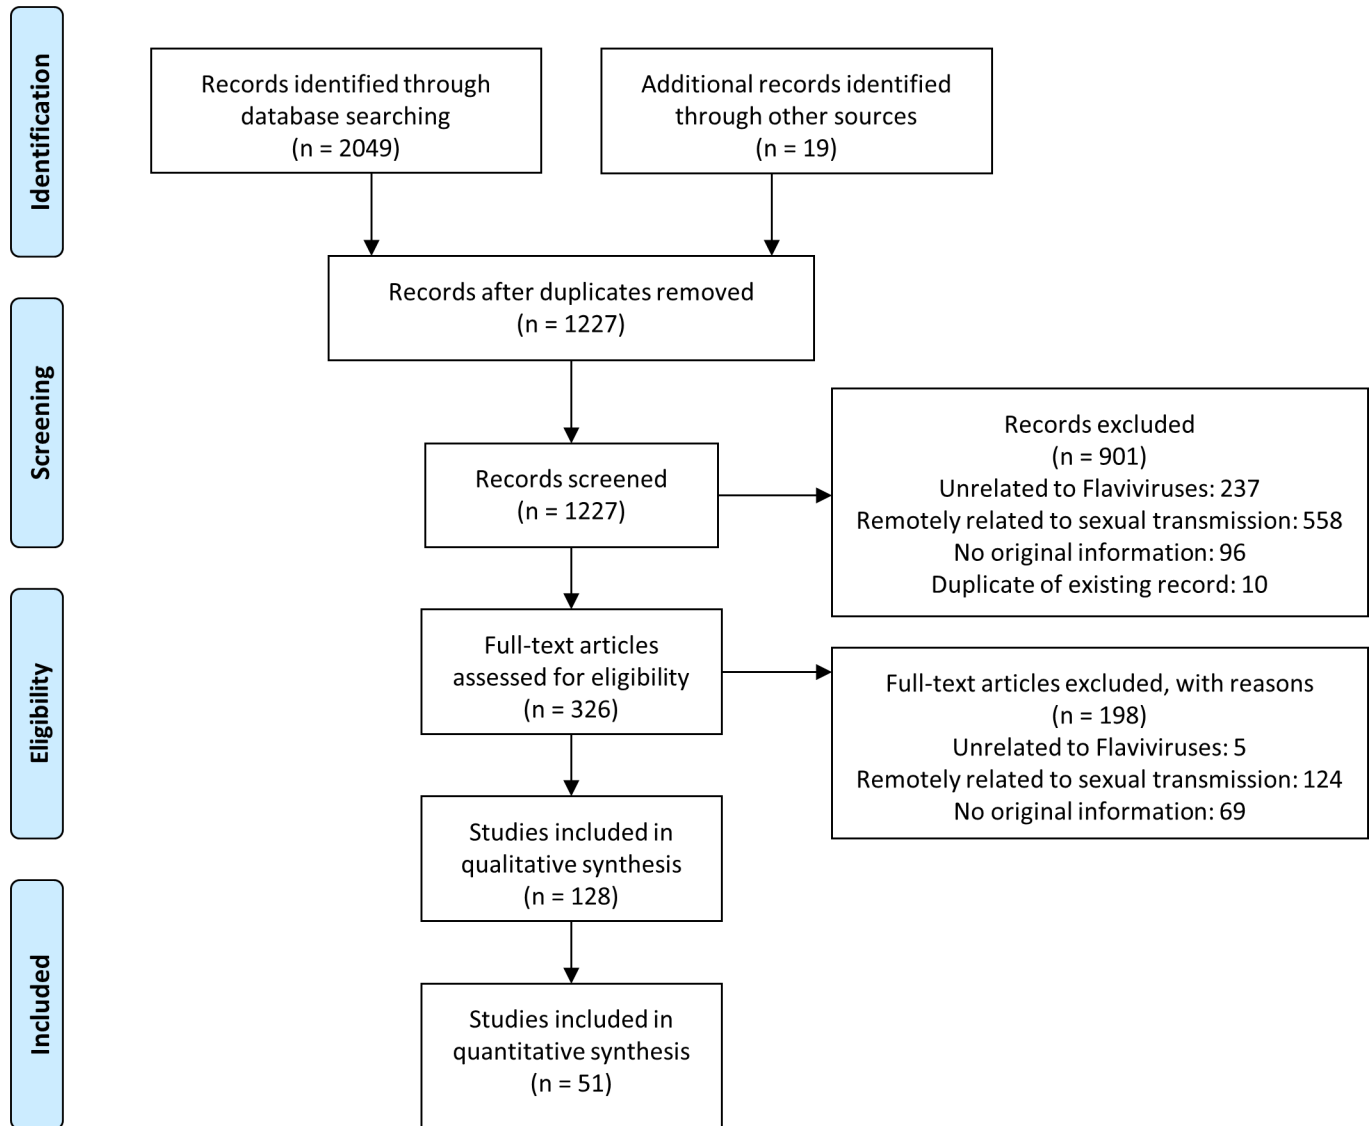 Identification
Records identified through
database searching
(n = 2049)
Additional records identified
through other sources
(n = 19)
Records after duplicates removed
(n = 1227)
Screening
Records screened
(n = 1227)
Records excluded
(n = 901)
Unrelated to Flaviviruses: 237
Remotely related to sexual transmission: 558
No original information: 96
Duplicate of existing record: 10
Eligibility
Full-text articles
assessed for eligibility
(n = 326)
Full-text articles excluded, with reasons
(n = 198)
Unrelated to Flaviviruses: 5
Remotely related to sexual transmission: 124
No original information: 69
Studies included in
qualitative synthesis
(n = 128)
Included
Studies included in
quantitative synthesis
(n = 51)